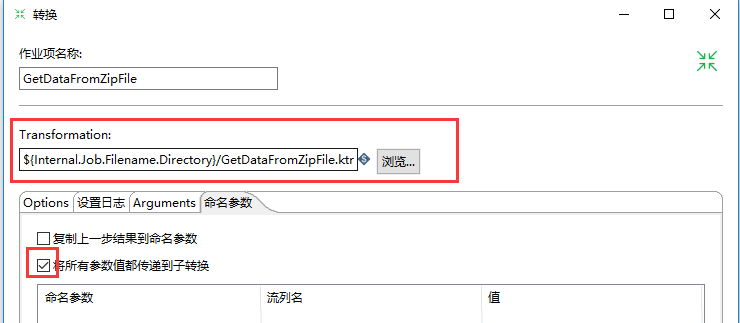 转换
作业项名称:
GetDataFromZipFile
Transformation:
${Internal.Job.Filename.Directory}/GetDataFromZipFile.ktr
浏览...
Options 设置日志 Arguments 命名参数
复制上一步结果到命名参数
将所有参数值都传递到子转换
命名参数 流列名 值